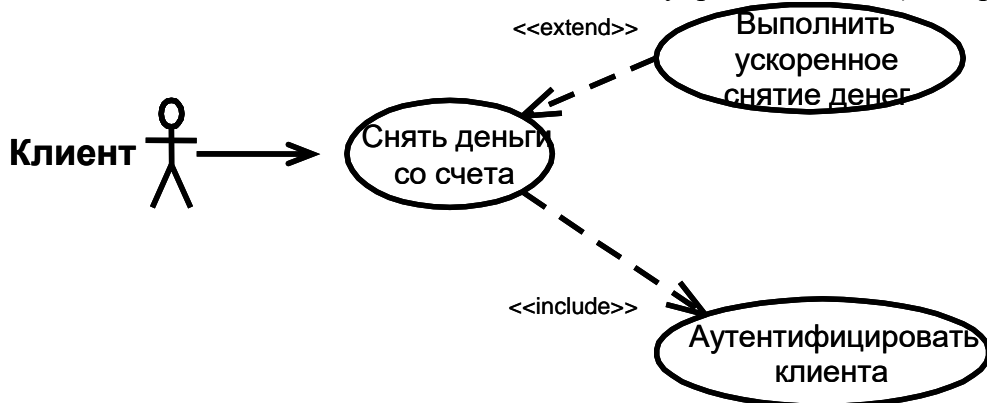 <<extend>>
Выполнить
ускоренное
снятие денег
Клиент
Снять деньги
со счета
<<include>>
Аутентифицировать
клиента